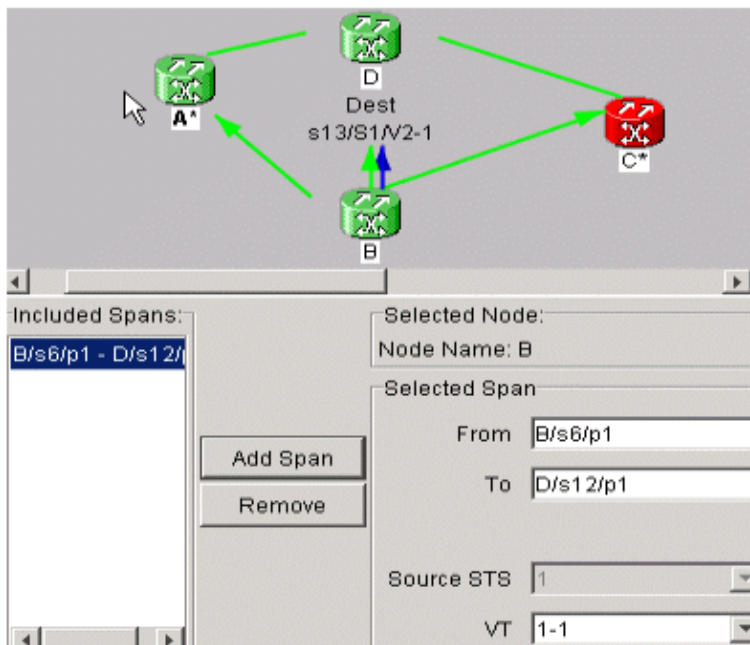 D
A*
Dest
s13/S1/V2-1
C*
B
Included Spans:
B/s6/p1 - D/s12/
Selected Node:
Node Name: B
Selected Span
From B/s6/p1
Add Span
To D/s12/p1
Remove
Source STS 1
VT 1-1